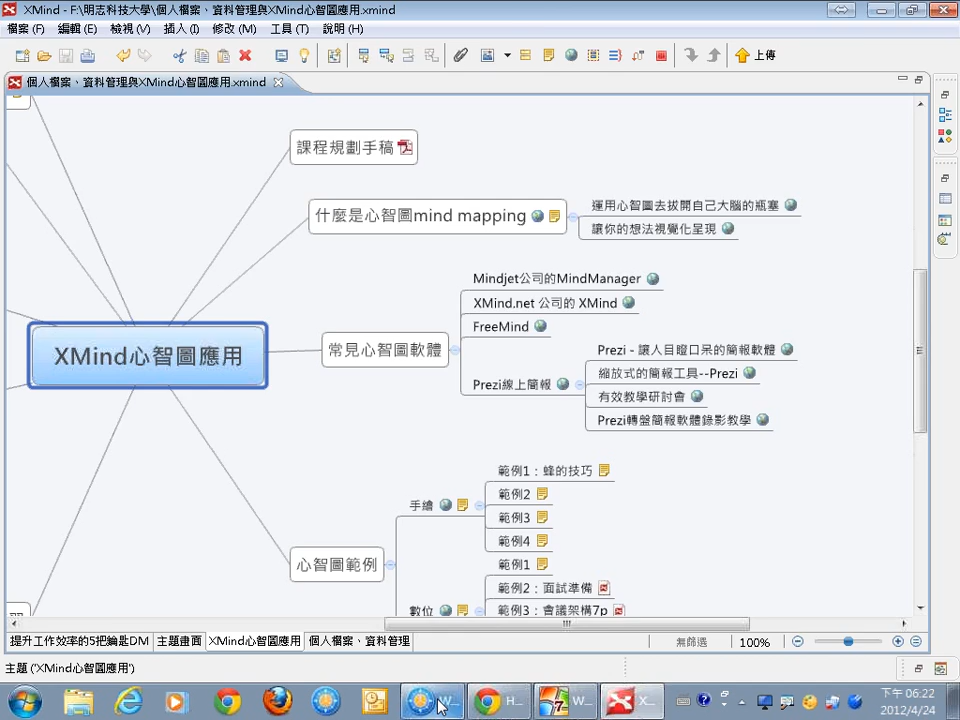 XMind - F:\明志科技大學\個人檔案、資料管理與XMind心智圖應用.xmind
檔案 (F) 編輯 (E) 檢視 (V) 插入 (I) 修改 (M) 工具 (T) 說明 (H)
上傳
個人檔案、資料管理與XMind心智圖應用.xmind
課程規劃手稿
什麼是心智圖mind mapping
運用心智圖去拔開自己大腦的瓶塞
讓你的想法視覺化呈現
Mindjet公司的MindManager
XMind.net 公司的 XMind
FreeMind
XMind心智圖應用
常見心智圖軟體
Prezi - 讓人目瞪口呆的簡報軟體
縮放式的簡報工具--Prezi
Prezi線上簡報
有效教學研討會
Prezi轉盤簡報軟體錄影教學
範例1：蜂的技巧
範例2
手繪
範例3
範例4
心智圖範例
範例1
範例2：面試準備
數位
範例3：會議架構7p
提升工作效率的5把鑰匙DM 主題畫面 XMind心智圖應用 個人檔案、資料管理
無篩選 100%
主題 ('XMind心智圖應用')
W... H... W... X...
下午 06:22
2012/4/24